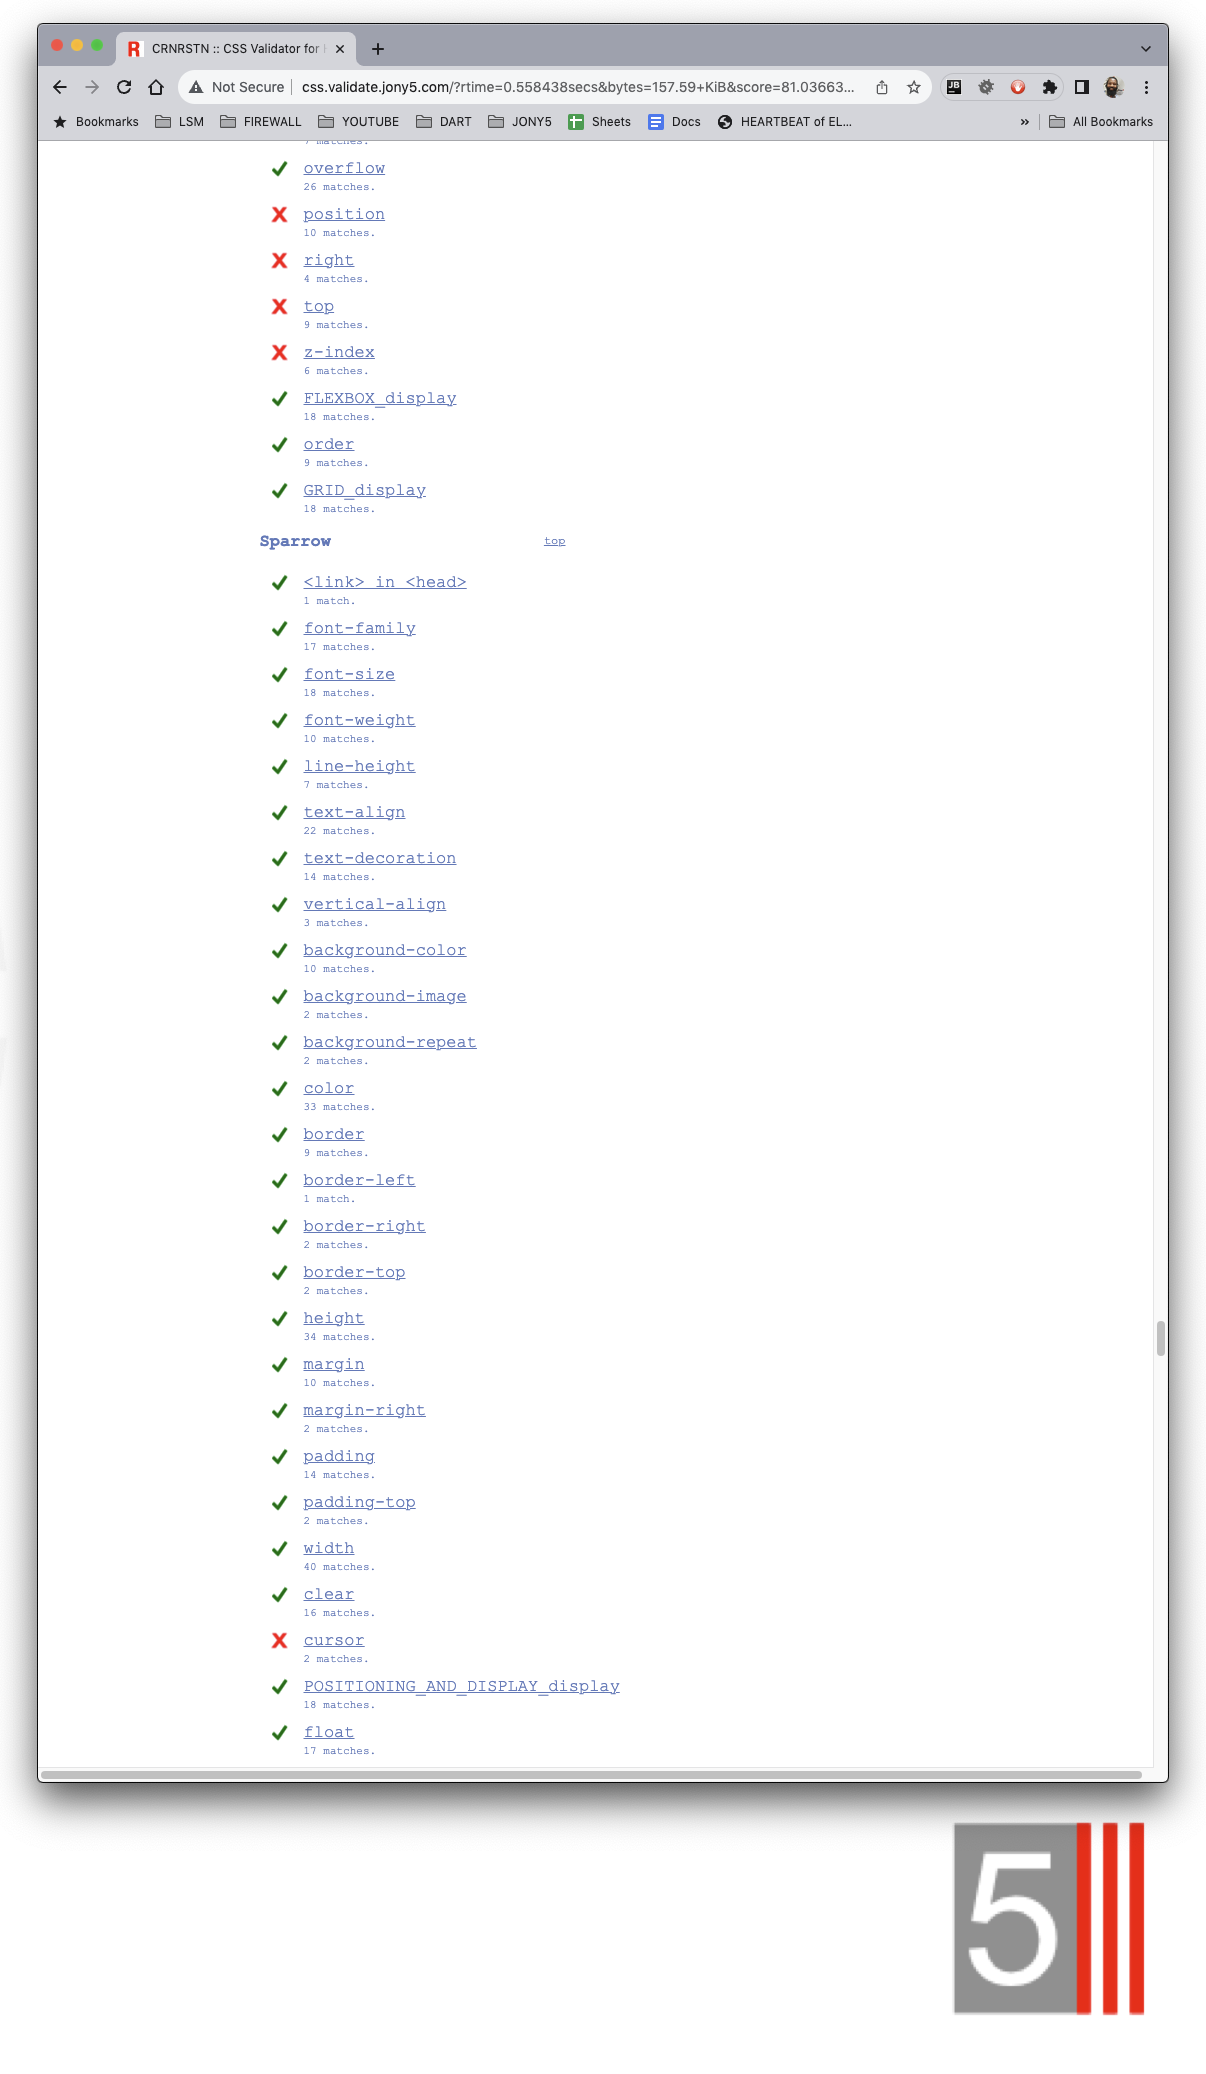 CRNRSTN :: CSS Validator for
Not Secure
css.validate.jony5.com/?rtime=0.558438secs&bytes=157.59+KiB&score=81.03663...
JB
Bookmarks
LSM
FIREWALL
YOUTUBE
DART
JONY5
Sheets
Docs
HEARTBEAT of EL...
»
All Bookmarks
7 matches.
overflow
26 matches.
position
10 matches.
right
4 matches.
top
9 matches.
z-index
6 matches.
FLEXBOX_display
18 matches.
order
9 matches.
GRID_display
18 matches.
Sparrow
top
<link> in <head>
1 match.
font-family
17 matches.
font-size
18 matches.
font-weight
10 matches.
line-height
7 matches.
text-align
22 matches.
text-decoration
14 matches.
vertical-align
3 matches.
background-color
10 matches.
background-image
2 matches.
background-repeat
2 matches.
color
33 matches.
border
9 matches.
border-left
1 match.
border-right
2 matches.
border-top
2 matches.
height
34 matches.
margin
10 matches.
margin-right
2 matches.
padding
14 matches.
padding-top
2 matches.
width
40 matches.
clear
16 matches.
cursor
2 matches.
POSITIONING_AND_DISPLAY_display
18 matches.
float
17 matches.
5